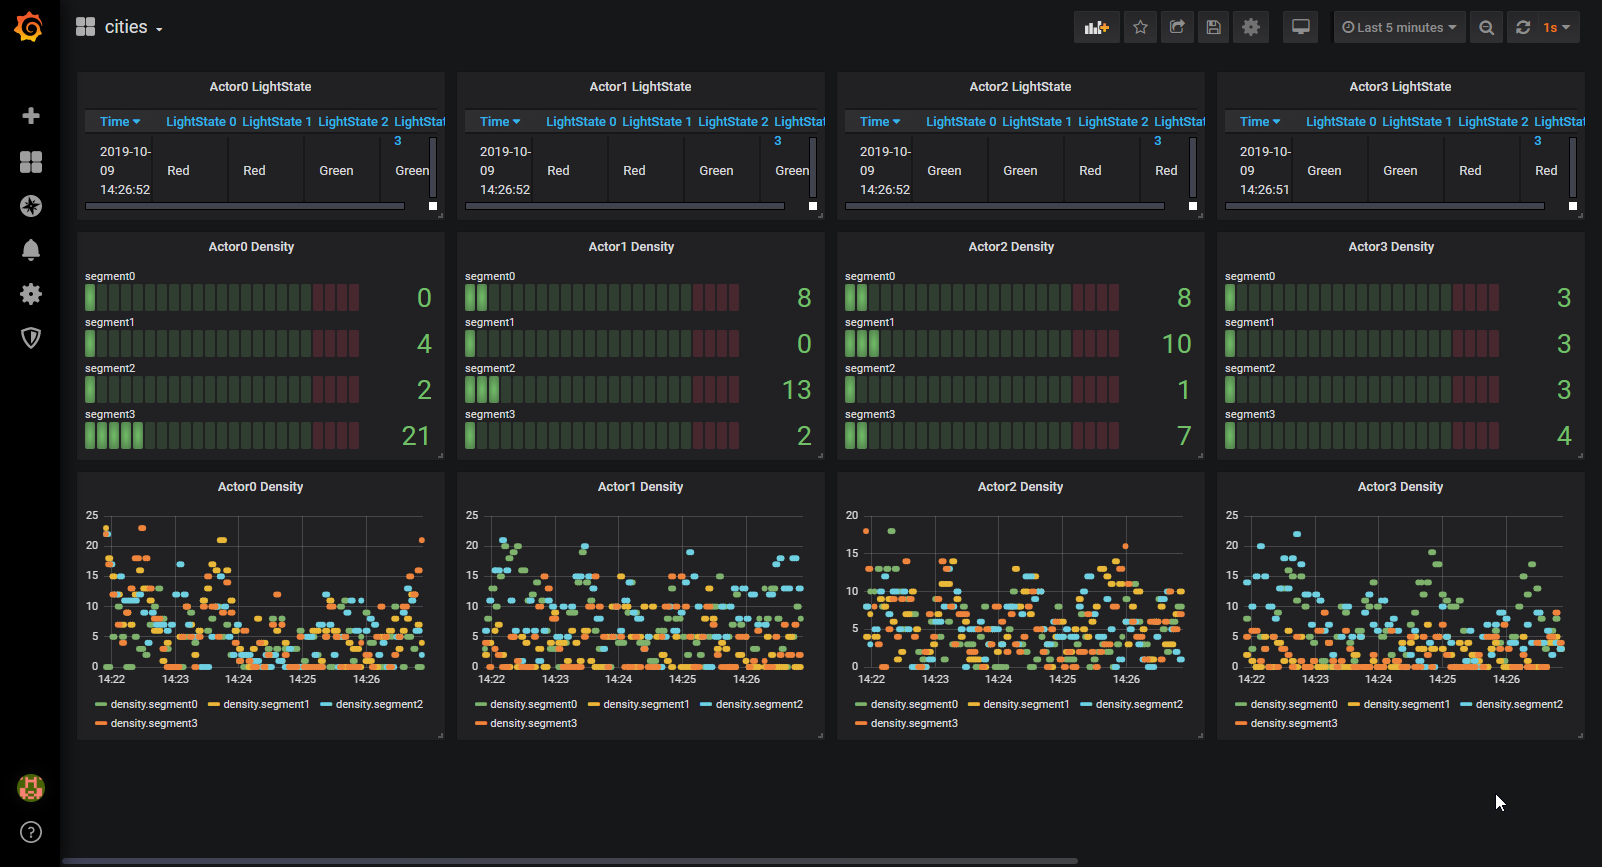 cities
Last 5 minutes
1s
Actor0 LightState
Time LightState 0 LightState 1 LightState 2 LightStat
3
2019-10-
09
14:26:52
Red Red Green Green
Actor1 LightState
Time LightState 0 LightState 1 LightState 2 LightStat
3
2019-10-
09
14:26:52
Red Red Green Green
Actor2 LightState
Time LightState 0 LightState 1 LightState 2 LightStat
3
2019-10-
09
14:26:52
Green Green Red Red
Actor3 LightState
Time LightState 0 LightState 1 LightState 2 LightStat
3
2019-10-
09
14:26:51
Green Green Red Red
Actor0 Density
segment0
0
segment1
4
segment2
2
segment3
21
Actor1 Density
segment0
8
segment1
0
segment2
13
segment3
2
Actor2 Density
segment0
8
segment1
10
segment2
1
segment3
7
Actor3 Density
segment0
3
segment1
3
segment2
3
segment3
4
Actor0 Density
25
20
15
10
5
0
14:22 14:23 14:24 14:25 14:26
density.segment0 density.segment1 density.segment2
density.segment3
Actor1 Density
25
20
15
10
5
0
14:22 14:23 14:24 14:25 14:26
density.segment0 density.segment1 density.segment2
density.segment3
Actor2 Density
20
15
10
5
0
14:22 14:23 14:24 14:25 14:26
density.segment0 density.segment1 density.segment2
density.segment3
Actor3 Density
25
20
15
10
5
0
14:22 14:23 14:24 14:25 14:26
density.segment0 density.segment1 density.segment2
density.segment3